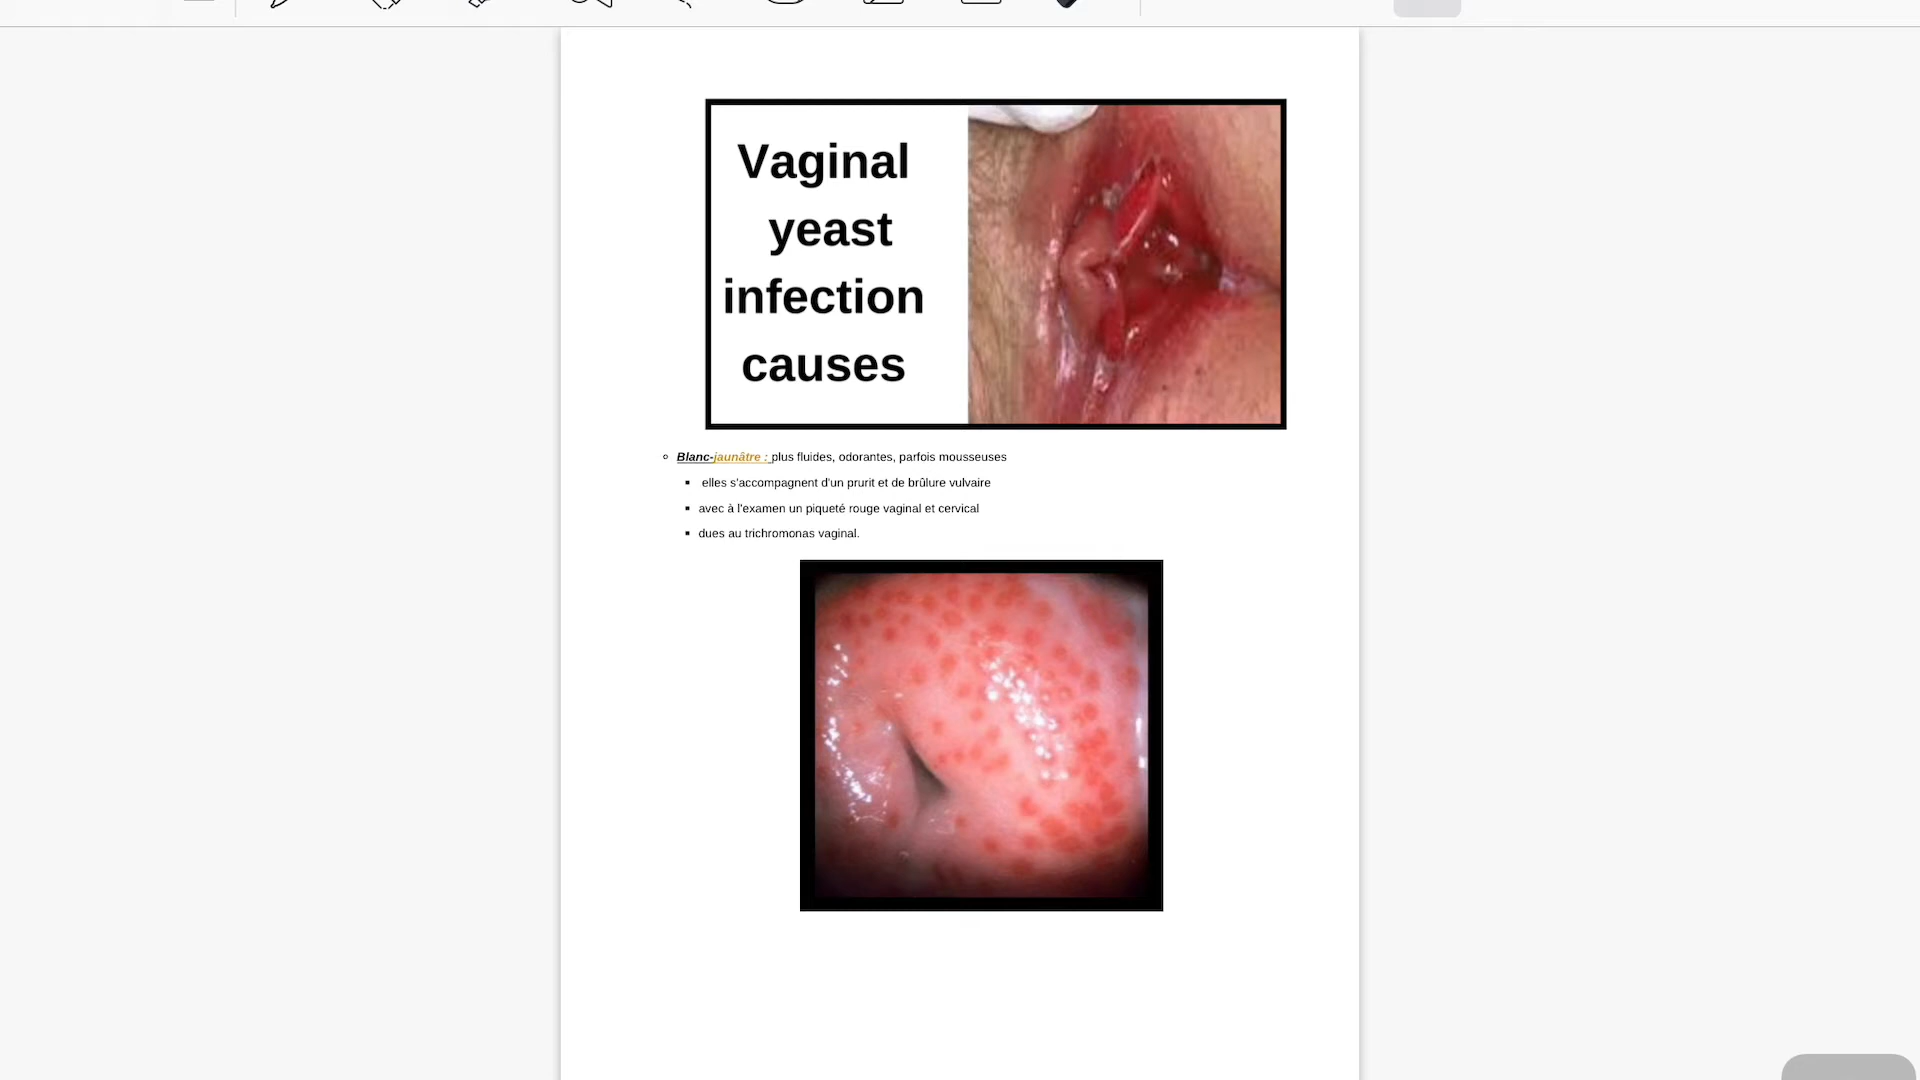 Vaginal
yeast
infection
causes
Blanc-jaunâtre : plus fluides, odorantes, parfois mousseuses
elles s'accompagnent d'un prurit et de brûlure vulvaire
avec à l'examen un piqueté rouge vaginal et cervical
dues au trichromonas vaginal.